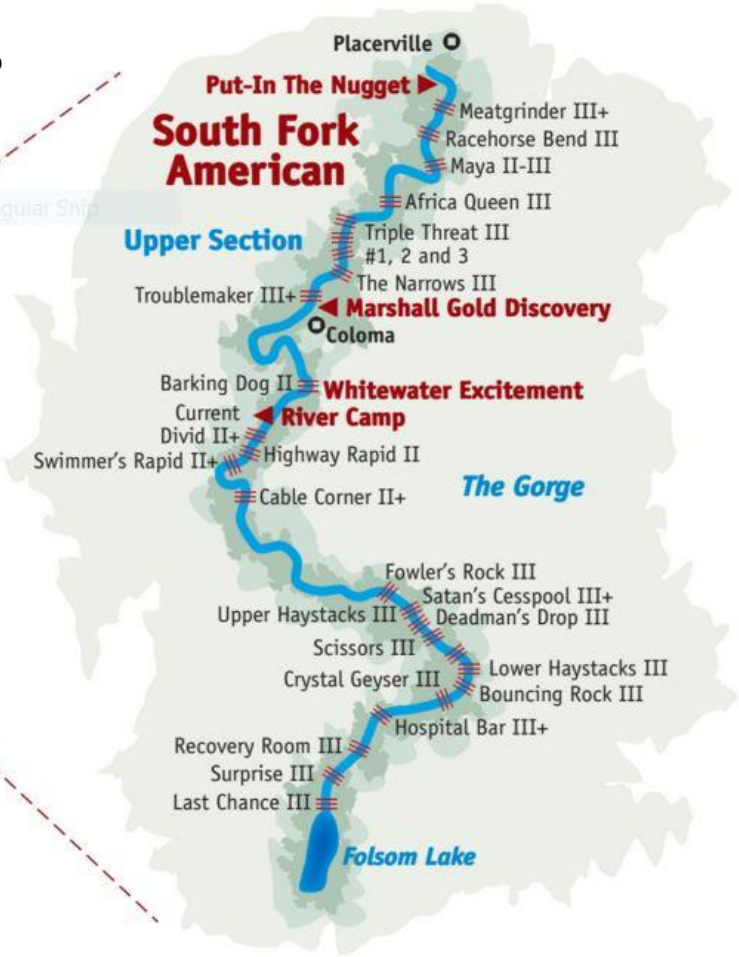 Placerville
Put-In The Nugget
Meatgrinder III+
South Fork
American
Racehorse Bend III
Maya II-III
Africa Queen III
Upper Section
Triple Threat III
#1, 2 and 3
The Narrows III
Troublemaker III+
Marshall Gold Discovery
Coloma
Barking Dog II
Whitewater Excitement
River Camp
Current
Divid II+
Highway Rapid II
Swimmer's Rapid II+
The Gorge
Cable Corner II+
Fowler's Rock III
Satan's Cesspool III+
Upper Haystacks III
Deadman's Drop III
Scissors III
Lower Haystacks III
Crystal Geyser III
Bouncing Rock III
Hospital Bar III+
Recovery Room III
Surprise III
Last Chance III
Folsom Lake